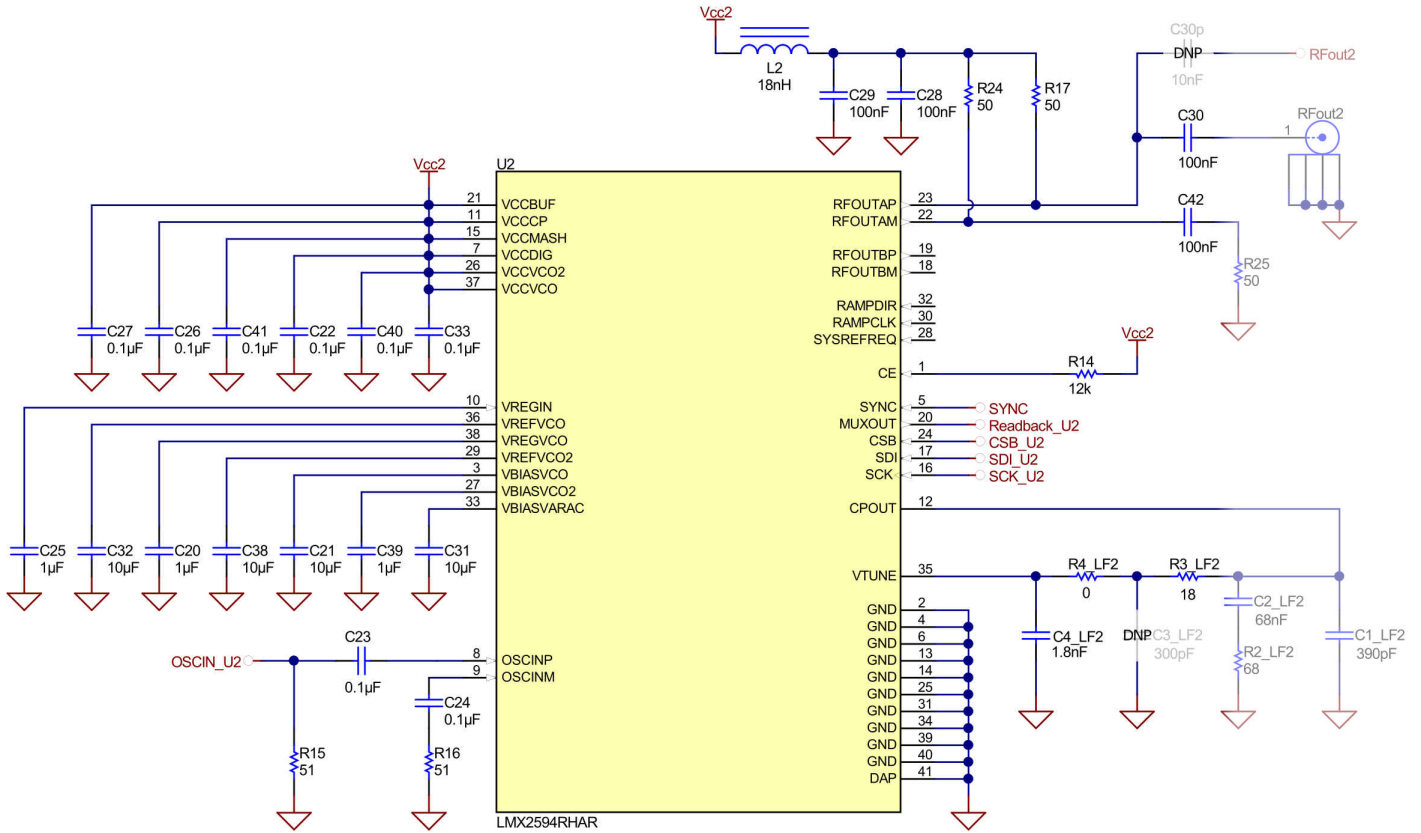 Vcc2
L2
18nH
C29
100nF
C28
100nF
R24
50
R17
50
C30p
DNP
10nF
RFout2
C30
100nF
RFout2
1
C42
100nF
R25
50
Vcc2
U2
21 VCCBUF
11 VCCCP
15 VCCMASH
7 VCCDIG
26 VCCVCO2
37 VCCVCO
C27
0.1µF
C26
0.1µF
C41
0.1µF
C22
0.1µF
C40
0.1µF
C33
0.1µF
RFOUTAP 23
RFOUTAM 22
RFOUTBP 19
RFOUTBM 18
RAMPDIR 32
RAMPCLK 30
SYSREFREQ 28
CE 1
R14
12k
Vcc2
10 VREGIN
36 VREFVCO
38 VREGVCO
29 VREFVCO2
3 VBIASVCO
27 VBIASVCO2
33 VBIASVARAC
SYNC 5 SYNC
MUXOUT 20 Readback_U2
CSB 24 CSB_U2
SDI 17 SDI_U2
SCK 16 SCK_U2
CPOUT 12
C25
1µF
C32
10µF
C20
1µF
C38
10µF
C21
10µF
C39
1µF
C31
10µF
VTUNE 35
R4_LF2
0
R3_LF2
18
C4_LF2
1.8nF
DNP
C3_LF2
300pF
C2_LF2
68nF
R2_LF2
68
C1_LF2
390pF
GND 2
GND 4
GND 6
GND 13
GND 14
GND 25
GND 31
GND 34
GND 39
GND 40
DAP 41
OSCIN_U2
C23
0.1µF
8 OSCINP
9 OSCINM
C24
0.1µF
R15
51
R16
51
LMX2594RHAR